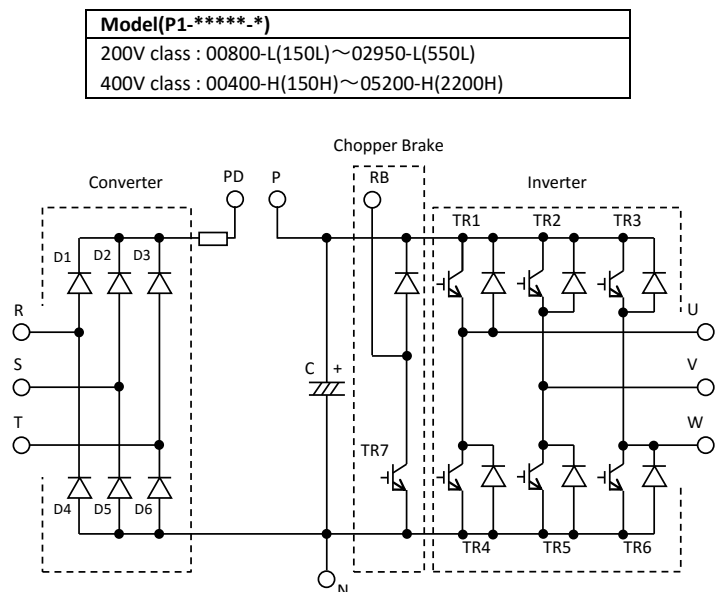 Model(P1-*****-*)
200V class : 00800-L(150L)～02950-L(550L)
400V class : 00400-H(150H)～05200-H(2200H)
Chopper Brake
Converter
PD
P
RB
Inverter
TR1
TR2
TR3
D1
D2
D3
R
U
S
C
+
V
T
W
TR7
D4
D5
D6
TR4
TR5
TR6
N